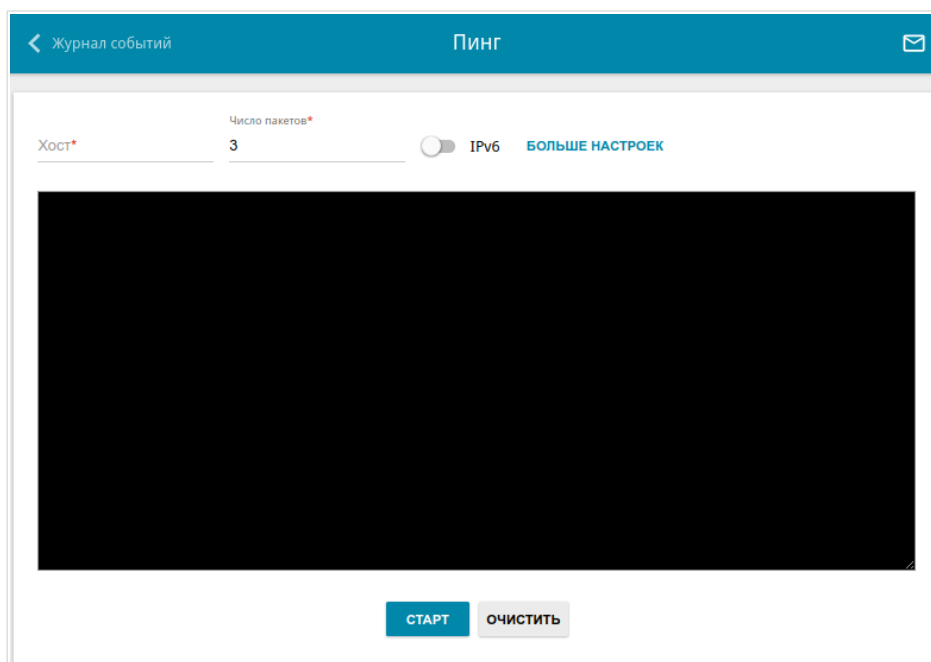 Журнал событий
Пинг
Число пакетов*
Хост*
3
IPv6
БОЛЬШЕ НАСТРОЕК
СТАРТ
ОЧИСТИТЬ